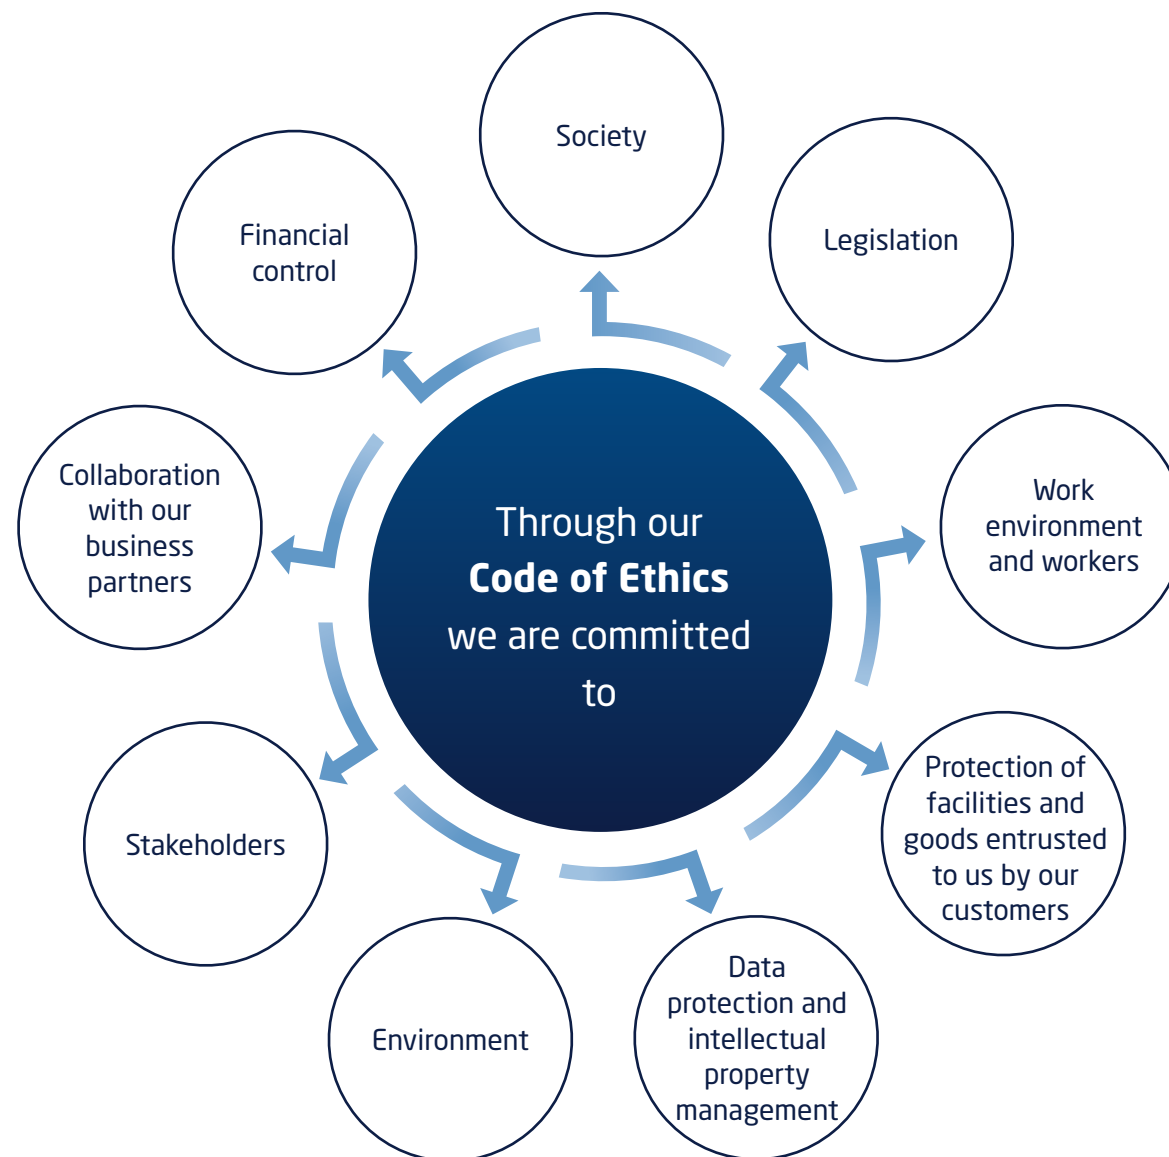 Society
Legislation
Financial
control
Work
environment
and workers
Collaboration
with our
business
partners
Through our
Code of Ethics
we are committed
to
Protection of
facilities and
goods entrusted
to us by our
customers
Stakeholders
Data
protection and
intellectual
property
management
Environment